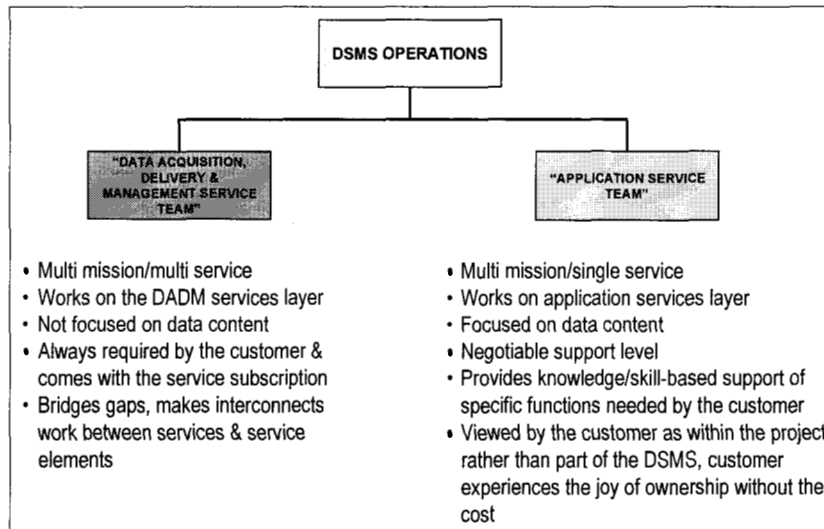 DSMS OPERATIONS
"DATA ACQUISITION,
DELIVERY &
MANAGEMENT SERVICE
TEAM"
"APPLICATION SERVICE
TEAM"
• Multi mission/multi service
• Works on the DADM services layer
• Not focused on data content
• Always required by the customer &
comes with the service subscription
• Bridges gaps, makes interconnects
work between services & service
elements
• Multi mission/single service
• Works on application services layer
• Focused on data content
• Negotiable support level
• Provides knowledge/skill-based support of
specific functions needed by the customer
• Viewed by the customer as within the project
rather than part of the DSMS, customer
experiences the joy of ownership without the
cost